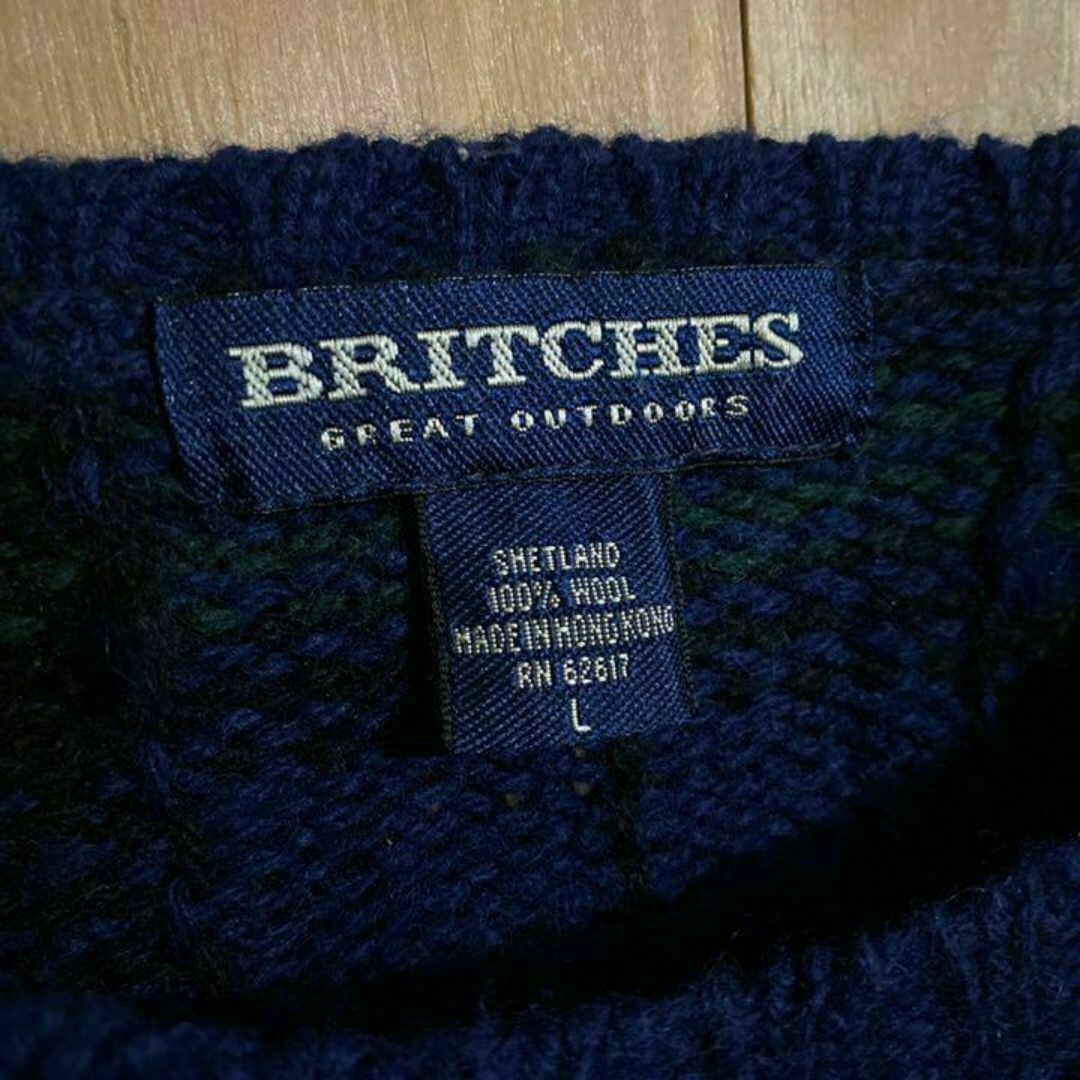 BRITCHES
GREAT OUTDOORS
SHETLAND
100% WOOL
MADE IN HONG KONG
RN 62617
L